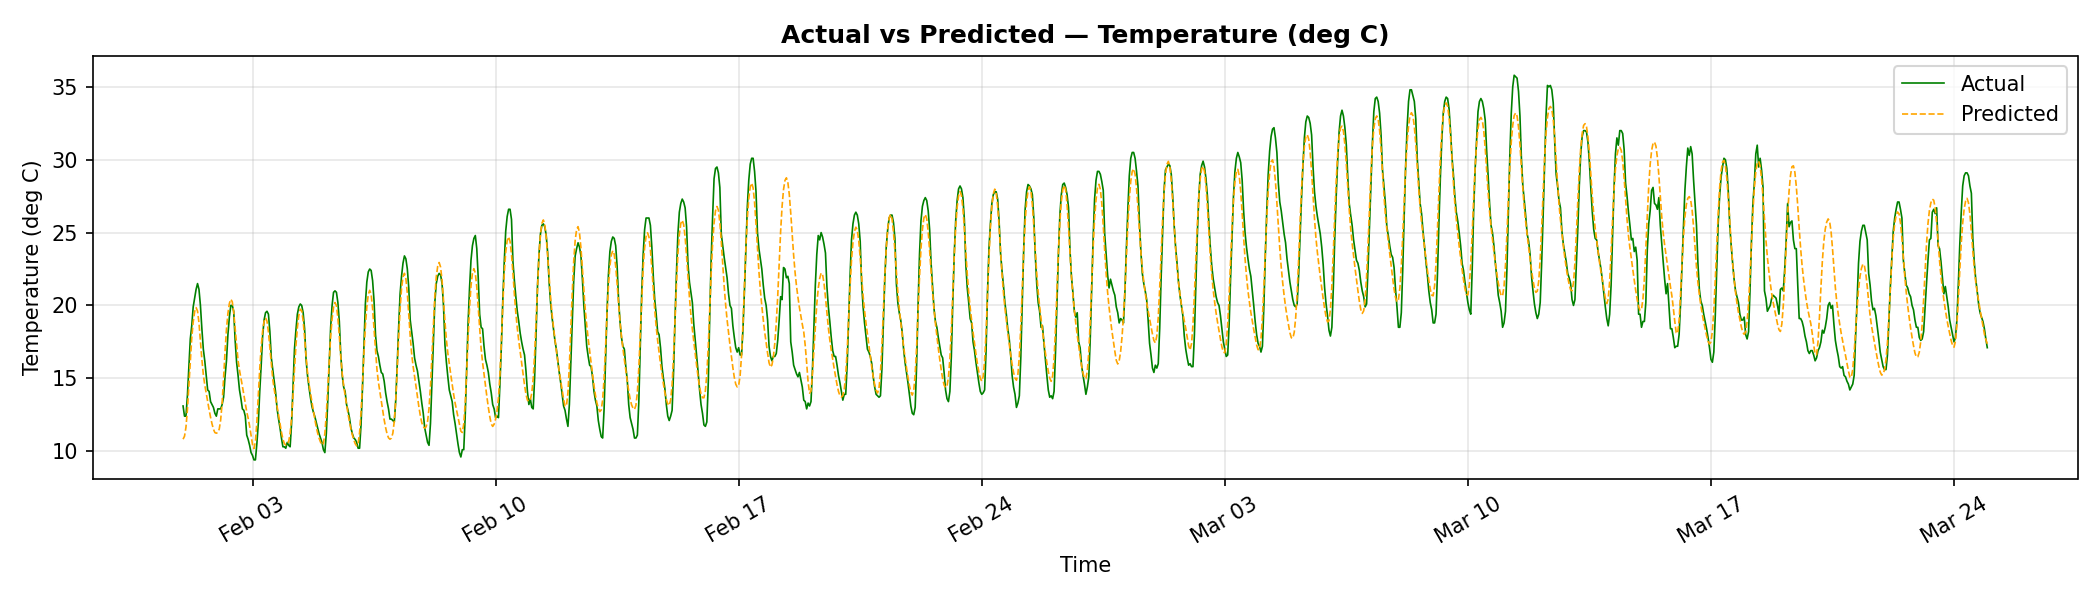 Actual vs Predicted — Temperature (deg C)
Temperature (deg C)
35
30
25
20
15
10
Actual
Predicted
Feb 03
Feb 10
Feb 17
Feb 24
Mar 03
Mar 10
Mar 17
Mar 24
Time